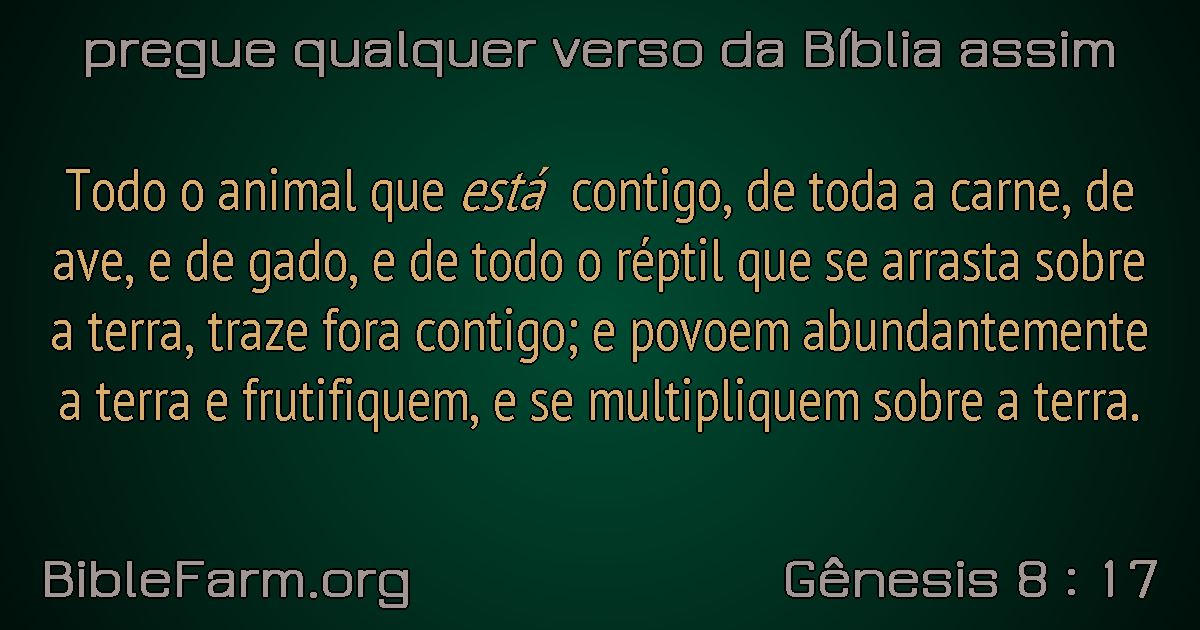 pregue qualquer verso da Bíblia assim
Todo o animal que está contigo, de toda a carne, de
ave, e de gado, e de todo o réptil que se arrasta sobre
a terra, traze fora contigo; e povoem abundantemente
a terra e frutifiquem, e se multipliquem sobre a terra.
BibleFarm.org
Gênesis 8 : 17